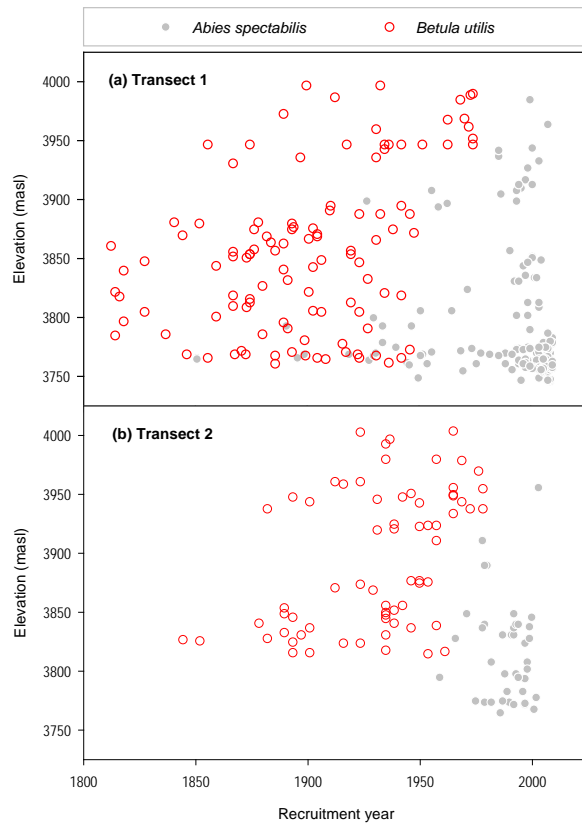 Abies spectabilis
Betula utilis
(a) Transect 1
Elevation (masl)
4000
3950
3900
3850
3800
3750
(b) Transect 2
Elevation (masl)
4000
3950
3900
3850
3800
3750
1800 1850 1900 1950 2000
Recruitment year